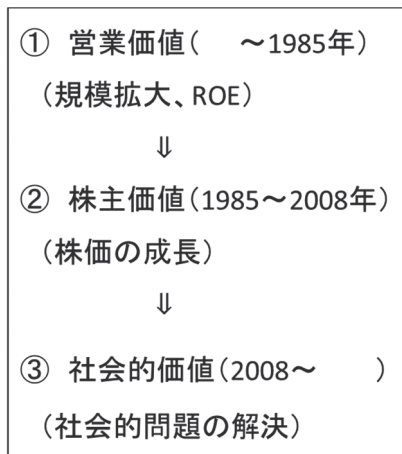 ① 営業価値(　～1985年)
(規模拡大、ROE)
⇓
② 株主価値(1985～2008年)
(株価の成長)
⇓
③ 社会的価値(2008～　　)
(社会的問題の解決)